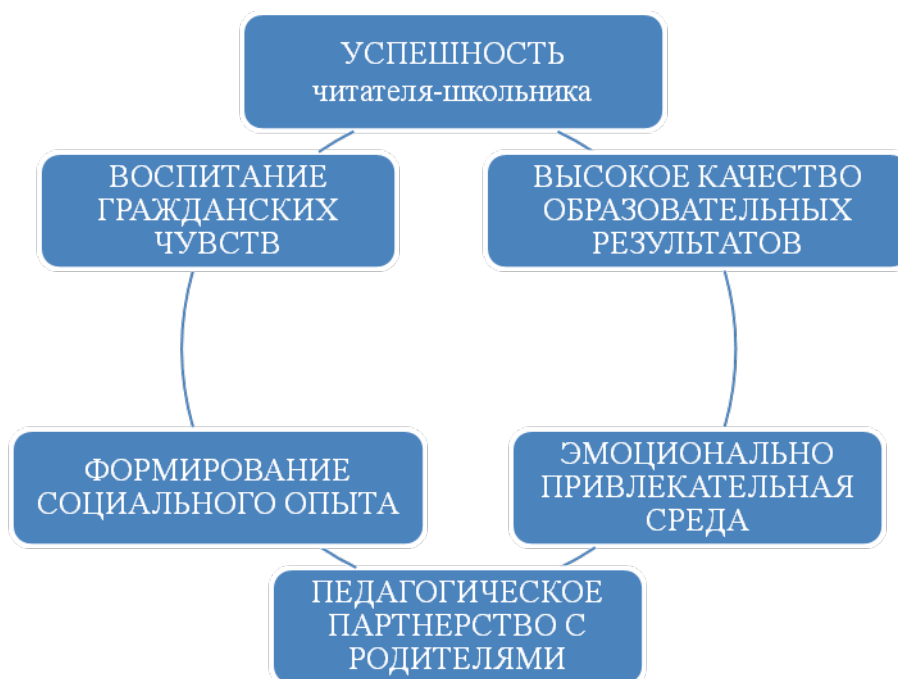 УСПЕШНОСТЬ
читателя-школьника
ВОСПИТАНИЕ
ГРАЖДАНСКИХ
ЧУВСТВ
ВЫСОКОЕ КАЧЕСТВО
ОБРАЗОВАТЕЛЬНЫХ
РЕЗУЛЬТАТОВ
ФОРМИРОВАНИЕ
СОЦИАЛЬНОГО ОПЫТА
ЭМОЦИОНАЛЬНО
ПРИВЛЕКАТЕЛЬНАЯ
СРЕДА
ПЕДАГОГИЧЕСКОЕ
ПАРТНЕРСТВО С
РОДИТЕЛЯМИ